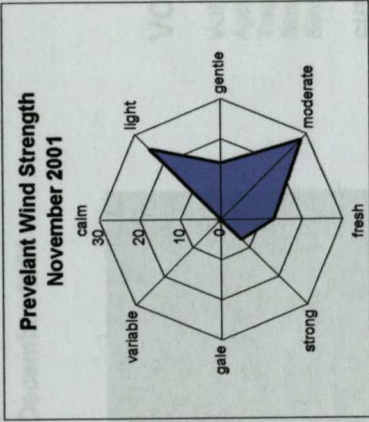 Prevelant Wind Strength
November 2001
calm
30
20
10
0
light
gentle
moderate
fresh
strong
gale
variable